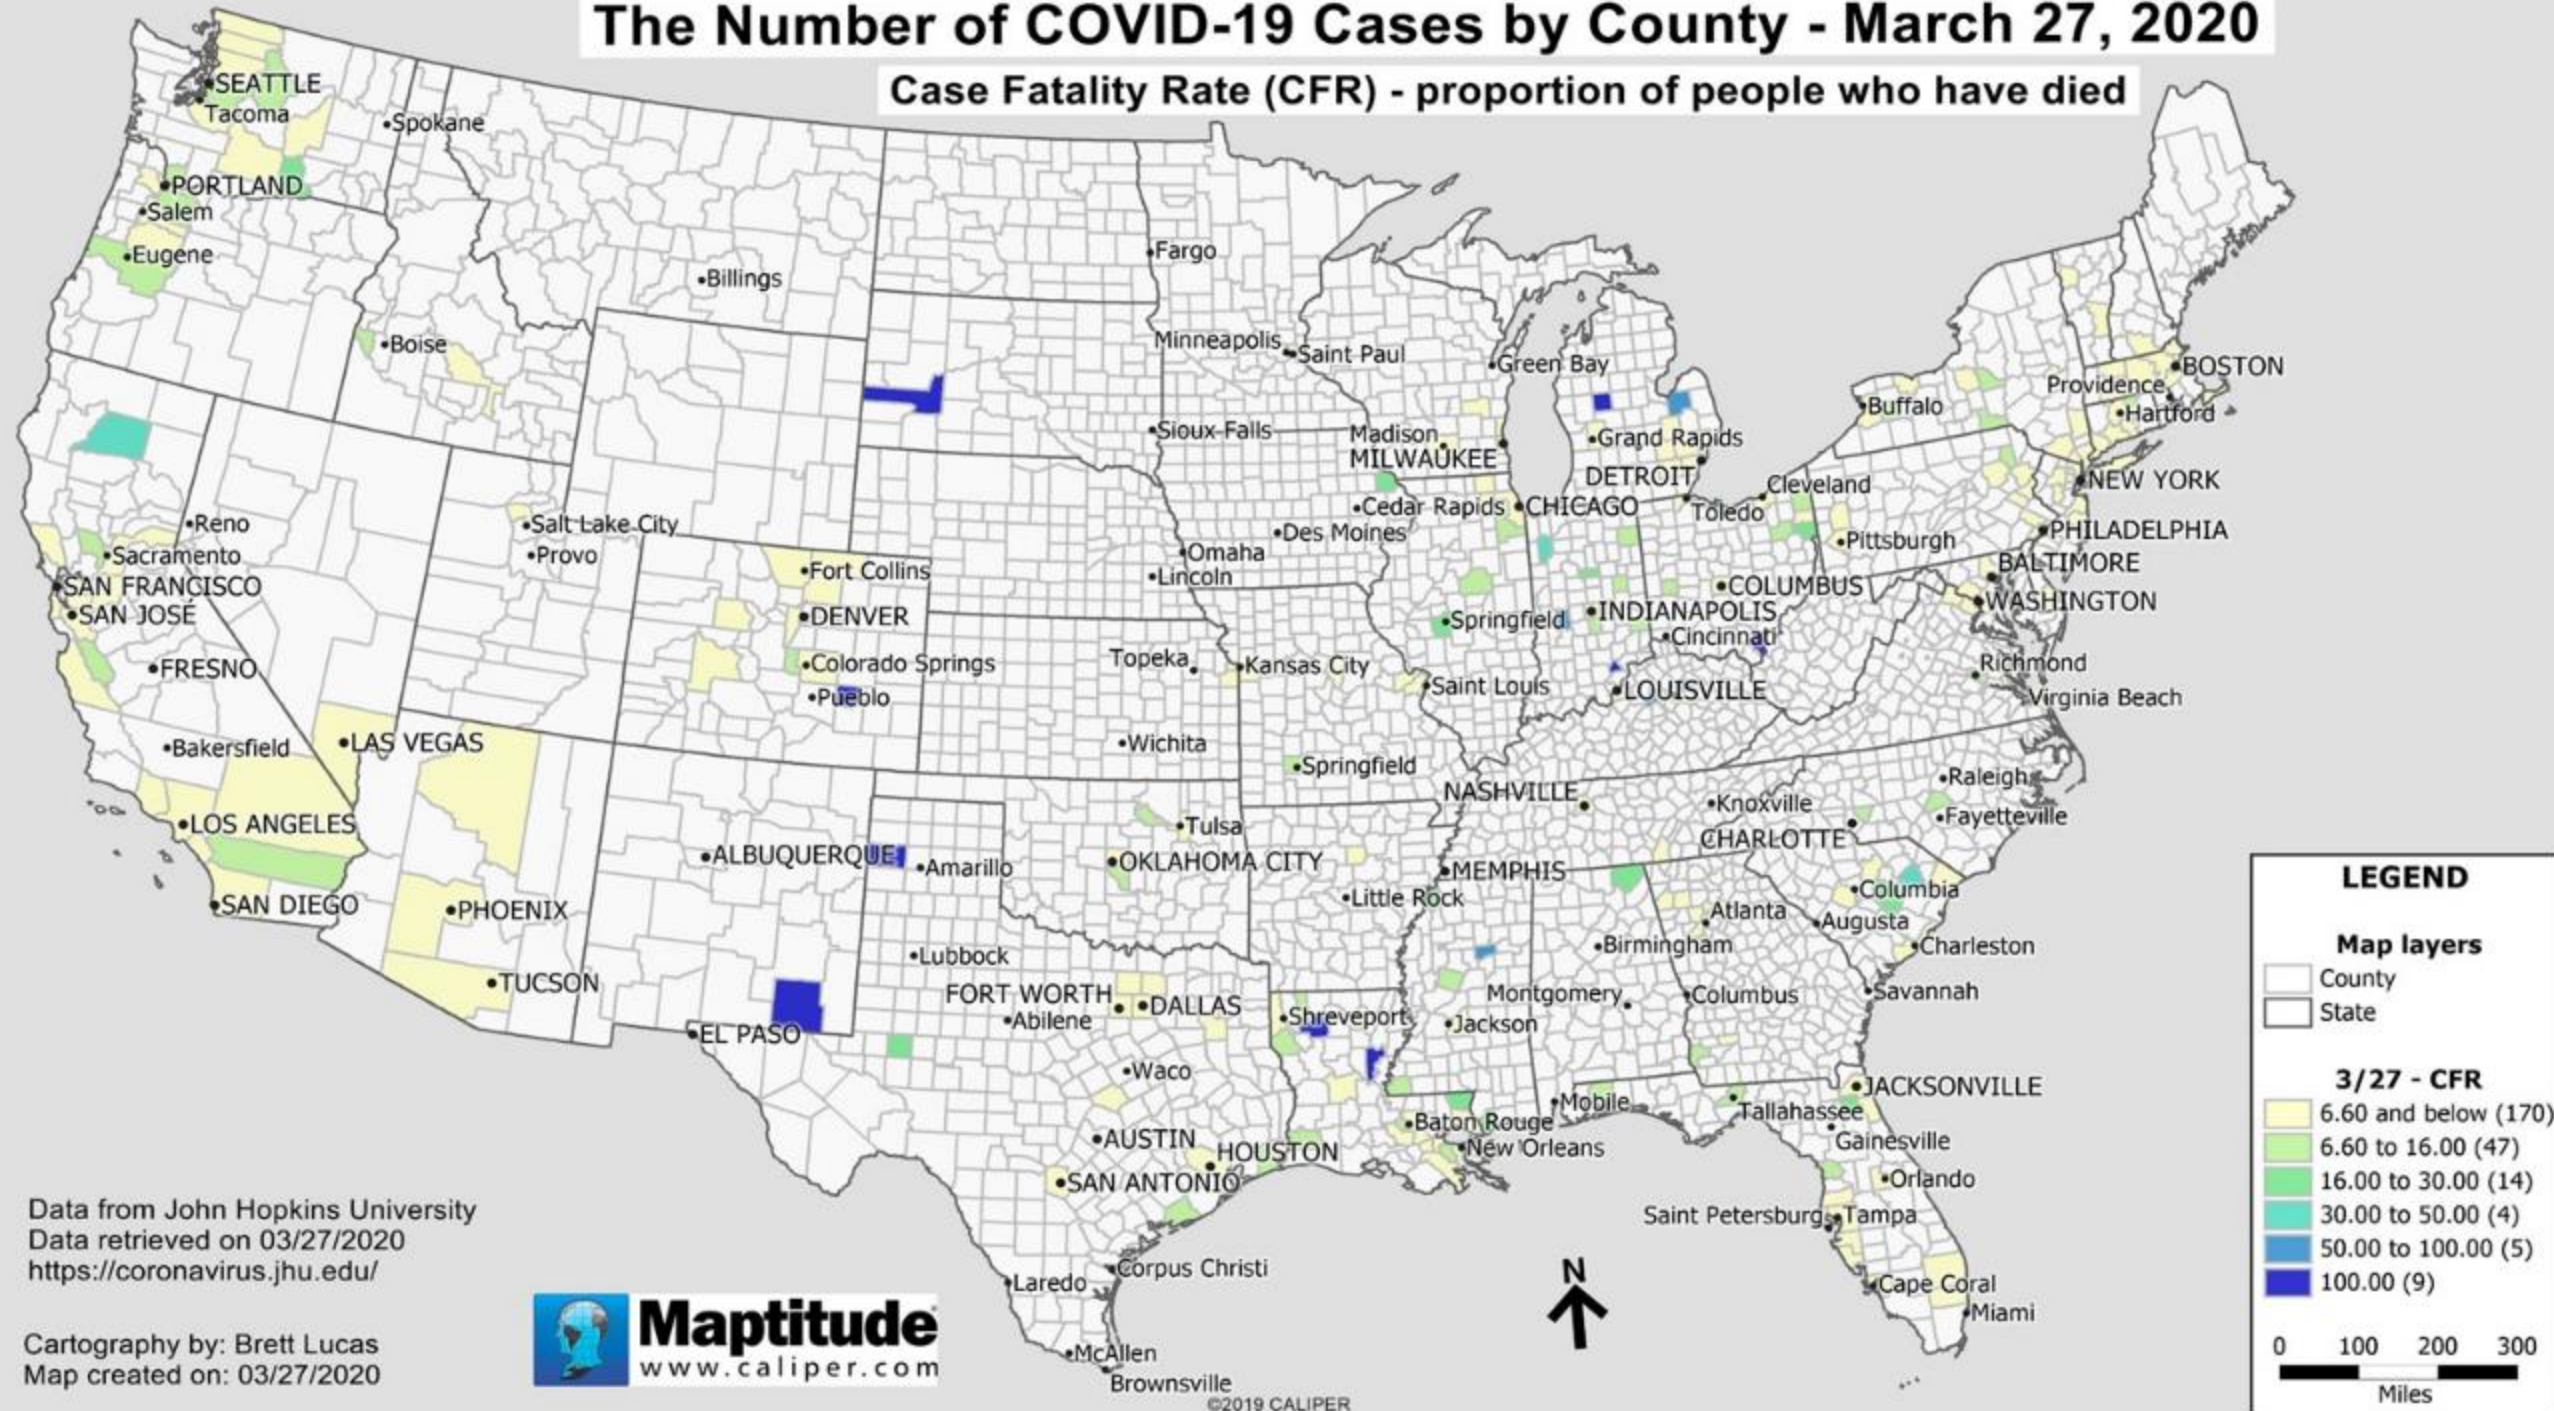 The Number of COVID-19 Cases by County - March 27, 2020
Case Fatality Rate (CFR) - proportion of people who have died
SEATTLE
Tacoma
Spokane
PORTLAND
Salem
Eugene
Fargo
Billings
Boise
Minneapolis
Saint Paul
Green Bay
BOSTON
Providence
Buffalo
Hartford
Sioux Falls
Madison
Grand Rapids
MILWAUKEE
DETROIT
Cleveland
NEW YORK
Cedar Rapids
CHICAGO
Toledo
Reno
Salt Lake City
Des Moines
PHILADELPHIA
Pittsburgh
Sacramento
Provo
Omaha
BALTIMORE
Fort Collins
Lincoln
SAN FRANCISCO
COLUMBUS
WASHINGTON
SAN JOSÉ
DENVER
Springfield
INDIANAPOLIS
Cincinnati
FRESNO
Colorado Springs
Topeka
Kansas City
Richmond
Pueblo
Saint Louis
LOUISVILLE
Virginia Beach
Bakersfield
LAS VEGAS
Wichita
Springfield
Raleigh
NASHVILLE
Knoxville
LOS ANGELES
Tulsa
Fayetteville
CHARLOTTE
ALBUQUERQUE
Amarillo
OKLAHOMA CITY
MEMPHIS
Columbia
SAN DIEGO
PHOENIX
Little Rock
Atlanta
Augusta
Birmingham
Charleston
Lubbock
TUCSON
FORT WORTH
DALLAS
Montgomery
Columbus
Savannah
Abilene
Shreveport
Jackson
EL PASO
Waco
JACKSONVILLE
Mobile
Tallahassee
Baton Rouge
AUSTIN
Gainesville
HOUSTON
New Orleans
SAN ANTONIO
Orlando
Saint Petersburg
Tampa
Corpus Christi
Laredo
Cape Coral
Miami
McAllen
Brownsville
N
Data from John Hopkins University
Data retrieved on 03/27/2020
https://coronavirus.jhu.edu/
Cartography by: Brett Lucas
Map created on: 03/27/2020
Maptitude
www.caliper.com
©2019 CALIPER
LEGEND
Map layers
County
State
3/27 - CFR
6.60 and below (170)
6.60 to 16.00 (47)
16.00 to 30.00 (14)
30.00 to 50.00 (4)
50.00 to 100.00 (5)
100.00 (9)
0 100 200 300
Miles